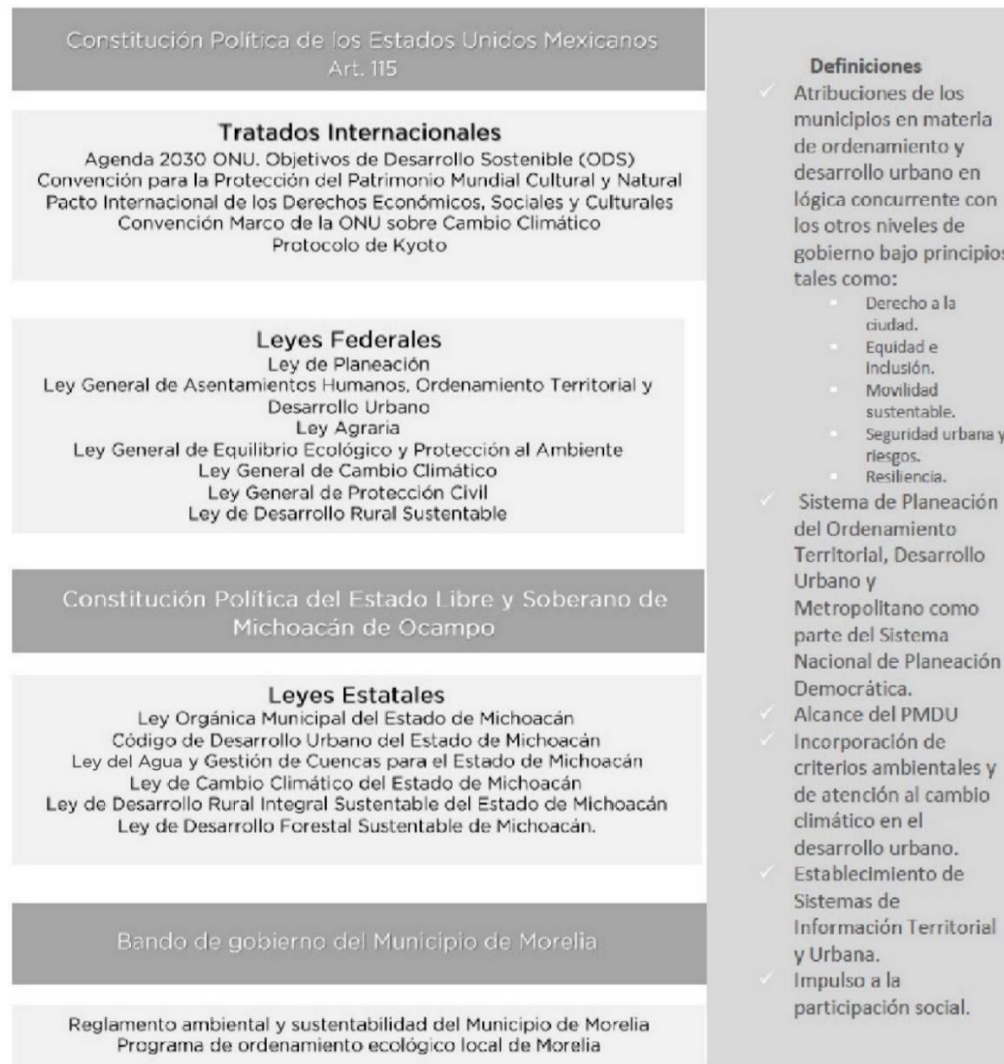 Constitución Política de los Estados Unidos Mexicanos
Art. 115
Tratados Internacionales
Agenda 2030 ONU. Objetivos de Desarrollo Sostenible (ODS)
Convención para la Protección del Patrimonio Mundial Cultural y Natural
Pacto Internacional de los Derechos Económicos, Sociales y Culturales
Convención Marco de la ONU sobre Cambio Climático
Protocolo de Kyoto
Leyes Federales
Ley de Planeación
Ley General de Asentamientos Humanos, Ordenamiento Territorial y
Desarrollo Urbano
Ley Agraria
Ley General de Equilibrio Ecológico y Protección al Ambiente
Ley General de Cambio Climático
Ley General de Protección Civil
Ley de Desarrollo Rural Sustentable
Constitución Política del Estado Libre y Soberano de
Michoacán de Ocampo
Leyes Estatales
Ley Orgánica Municipal del Estado de Michoacán
Código de Desarrollo Urbano del Estado de Michoacán
Ley del Agua y Gestión de Cuencas para el Estado de Michoacán
Ley de Cambio Climático del Estado de Michoacán
Ley de Desarrollo Rural Integral Sustentable del Estado de Michoacán
Ley de Desarrollo Forestal Sustentable de Michoacán.
Bando de gobierno del Municipio de Morelia
Reglamento ambiental y sustentabilidad del Municipio de Morelia
Programa de ordenamiento ecológico local de Morelia
Definiciones
✓ Atribuciones de los
municipios en materia
de ordenamiento y
desarrollo urbano en
lógica concurrente con
los otros niveles de
gobierno bajo principios
tales como:
▪ Derecho a la
ciudad.
▪ Equidad e
inclusión.
▪ Movilidad
sustentable.
▪ Seguridad urbana y
riesgos.
▪ Resiliencia.
✓ Sistema de Planeación
del Ordenamiento
Territorial, Desarrollo
Urbano y
Metropolitano como
parte del Sistema
Nacional de Planeación
Democrática.
✓ Alcance del PMDU
✓ Incorporación de
criterios ambientales y
de atención al cambio
climático en el
desarrollo urbano.
✓ Establecimiento de
Sistemas de
Información Territorial
y Urbana.
✓ Impulso a la
participación social.